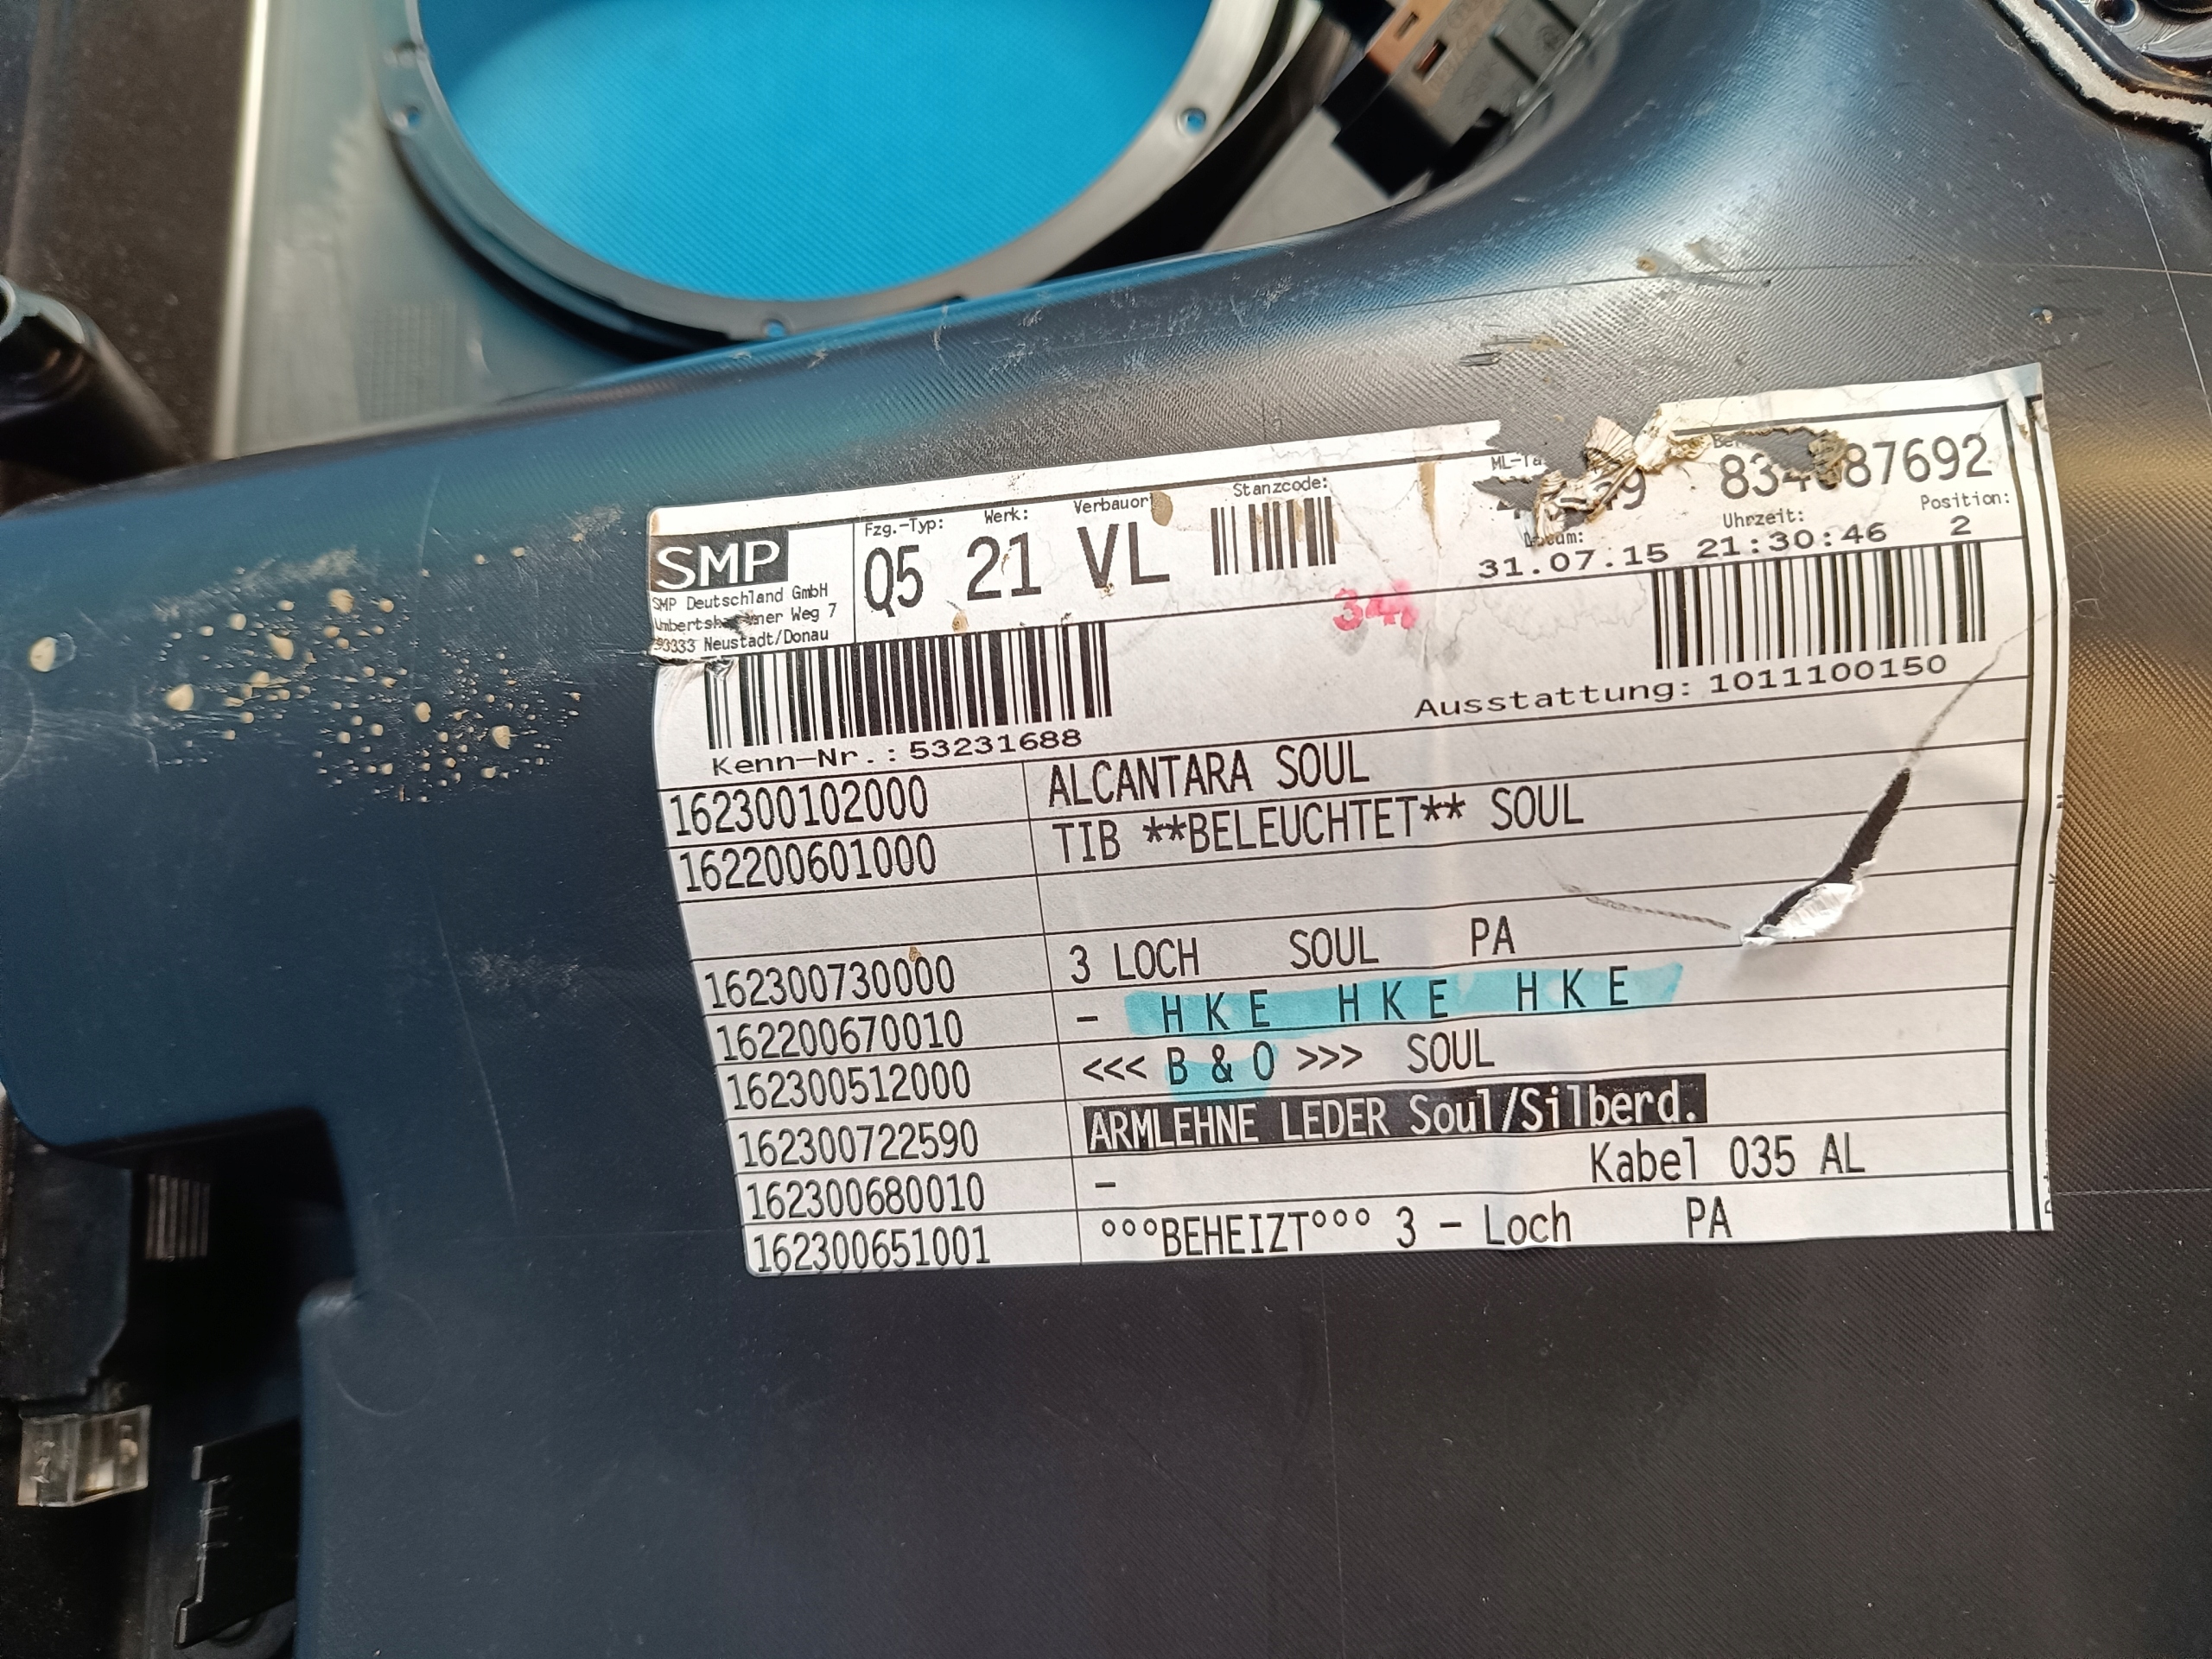 SMP
SMP Deutschland GmbH
Weg 7
Neustadt/Donau
Fzg.-Typ:
Q5
Werk:
21
Verbauort
VL
Stanzcode:
Uhrzeit:
Position:
31.07.15 21:30:46 2
34
Kenn-Nr.: 53231688
Ausstattung: 1011100150
162300102000 ALCANTARA SOUL
162200601000 TIB **BELEUCHTET** SOUL
162300730000 3 LOCH SOUL PA
162200670010 - H K E H K E H K E
162300512000 <<< B & O >>> SOUL
162300722590 ARMLEHNE LEDER Soul/Silberd.
162300680010 - Kabel 035 AL
162300651001 °°°BEHEIZT°°° 3 - Loch PA